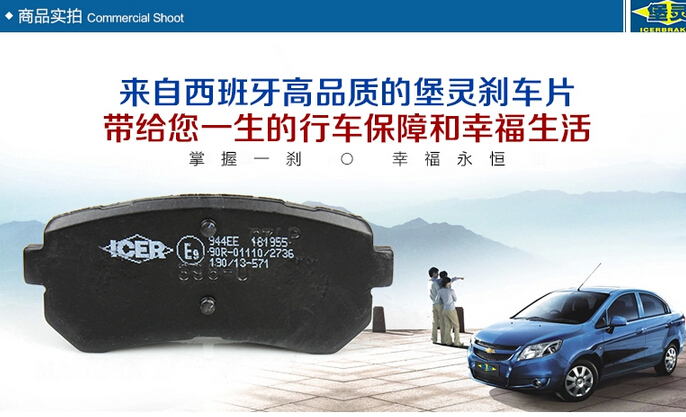 商品实拍 Commercial Shoot
堡灵
ICERBRAKE
来自西班牙高品质的堡灵刹车片
带给您一生的行车保障和幸福生活
掌握一刹 ○ 幸福永恒
ICER E9 944EE 181955
90R-01110/2736
190/13-571